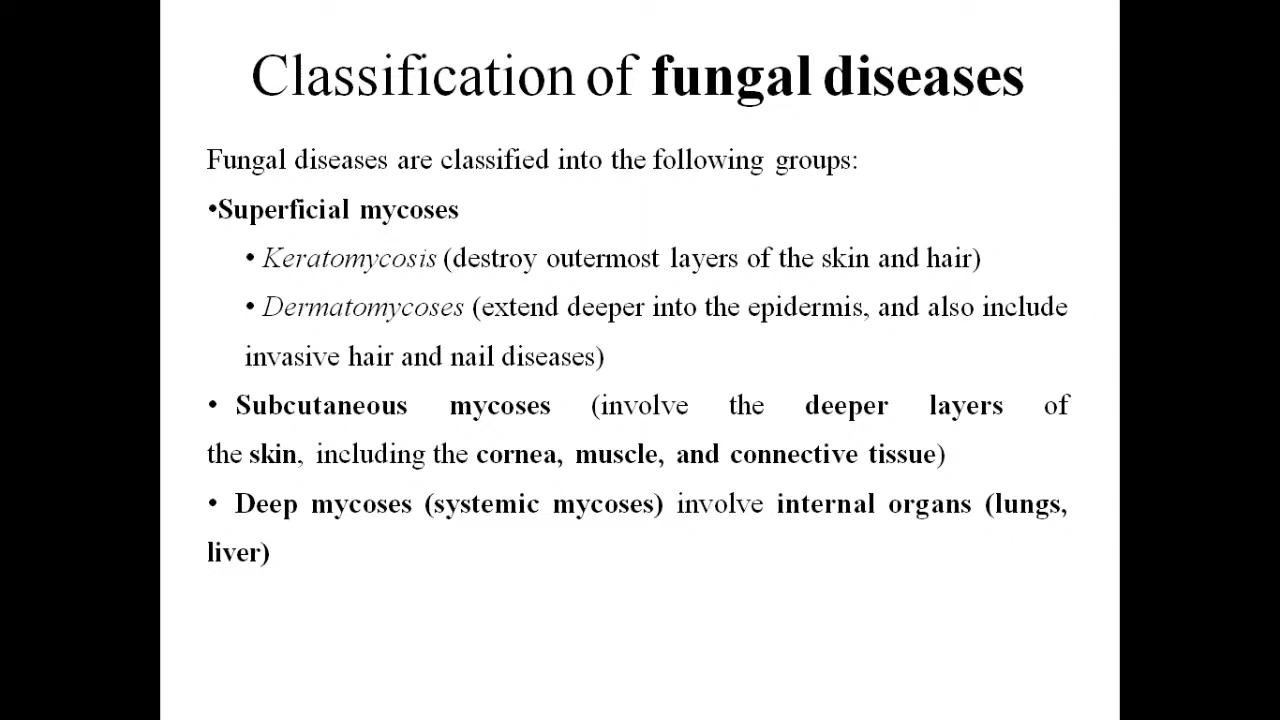 Classification of fungal diseases
Fungal diseases are classified into the following groups:
•Superficial mycoses
• Keratomycosis (destroy outermost layers of the skin and hair)
• Dermatomycoses (extend deeper into the epidermis, and also include
invasive hair and nail diseases)
• Subcutaneous mycoses (involve the deeper layers of
the skin, including the cornea, muscle, and connective tissue)
• Deep mycoses (systemic mycoses) involve internal organs (lungs,
liver)